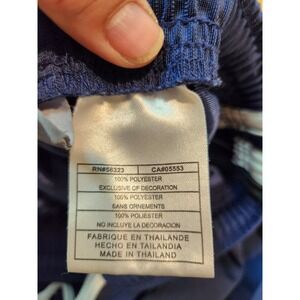 RN#56323 CA#05553
100% POLYESTER
EXCLUSIVE OF DECORATION
100% POLYESTER
SANS ORNEMENTS
100% POLIESTER
NO INCLUYE LA DECORACION
FABRIQUE EN THAILANDE
HECHO EN TAILANDIA
MADE IN THAILAND